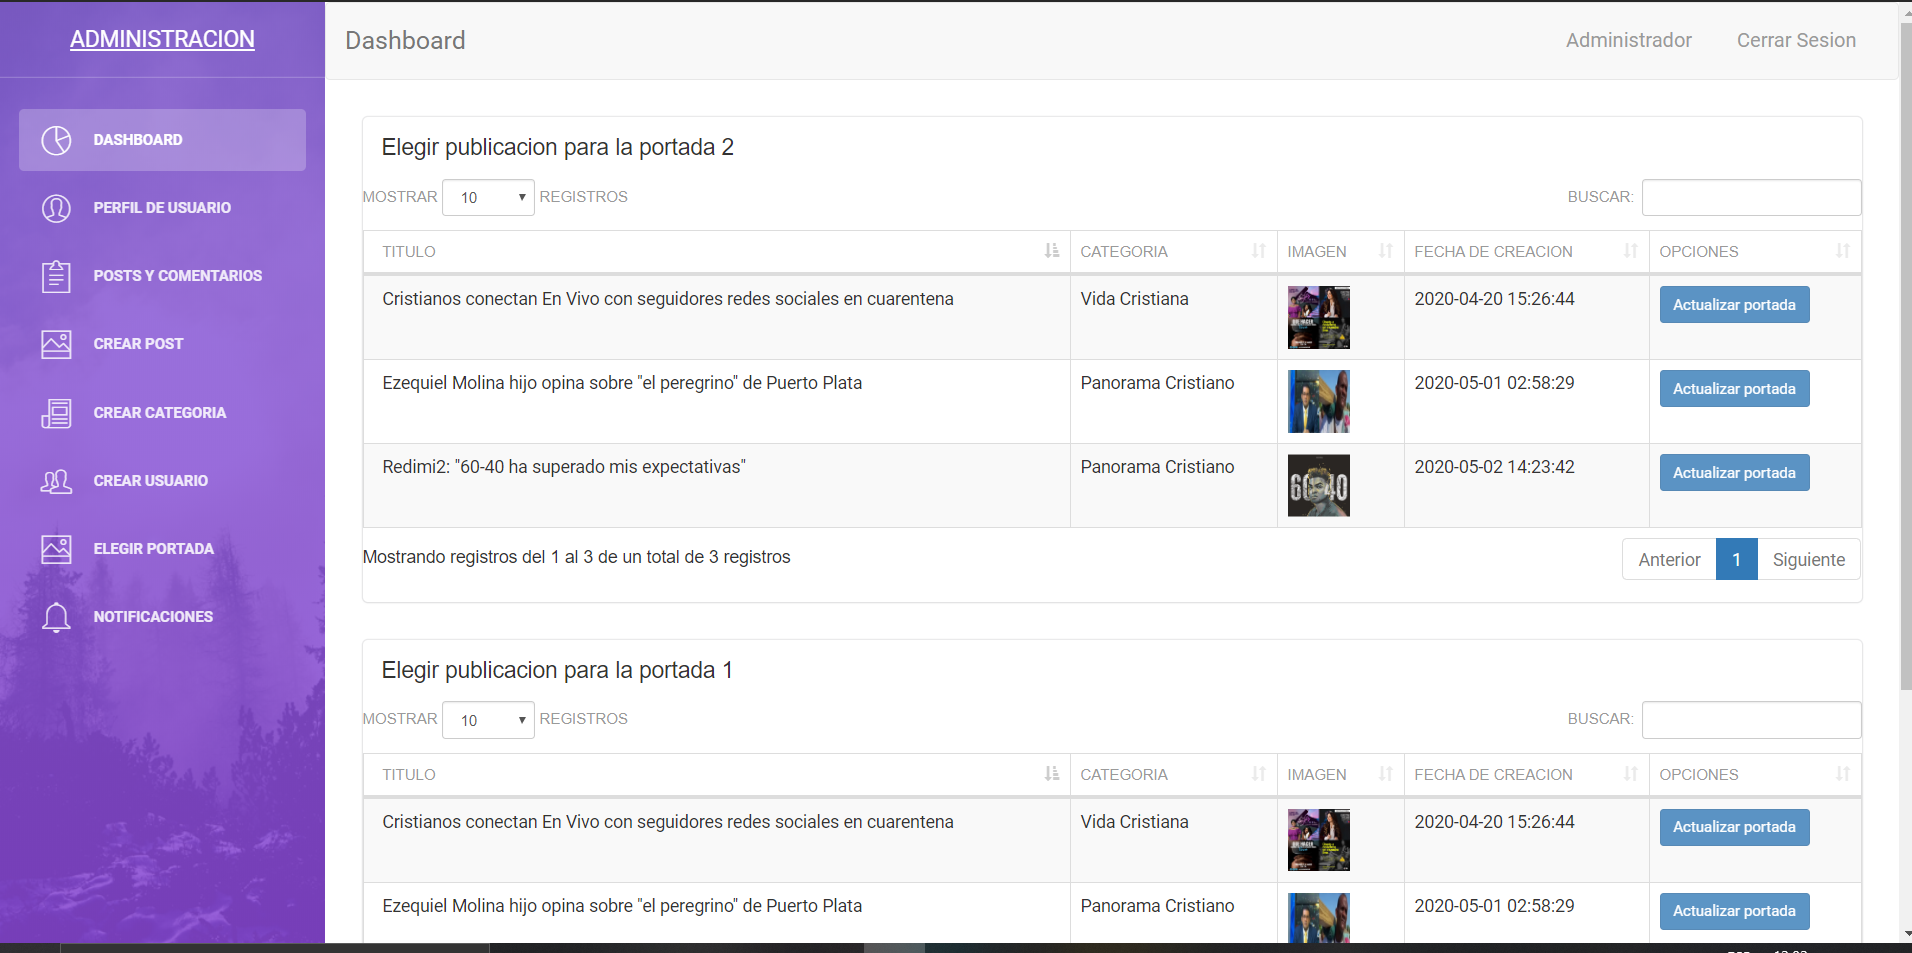 ADMINISTRACION
Dashboard
Administrador
Cerrar Sesion
DASHBOARD
PERFIL DE USUARIO
POSTS Y COMENTARIOS
CREAR POST
CREAR CATEGORIA
CREAR USUARIO
ELEGIR PORTADA
NOTIFICACIONES
Elegir publicacion para la portada 2
MOSTRAR 10 REGISTROS
BUSCAR:
TITULO CATEGORIA IMAGEN FECHA DE CREACION OPCIONES
Cristianos conectan En Vivo con seguidores redes sociales en cuarentena Vida Cristiana 2020-04-20 15:26:44 Actualizar portada
Ezequiel Molina hijo opina sobre "el peregrino" de Puerto Plata Panorama Cristiano 2020-05-01 02:58:29 Actualizar portada
Redimi2: "60-40 ha superado mis expectativas" Panorama Cristiano 60 40 2020-05-02 14:23:42 Actualizar portada
Mostrando registros del 1 al 3 de un total de 3 registros
Anterior 1 Siguiente
Elegir publicacion para la portada 1
MOSTRAR 10 REGISTROS
BUSCAR:
TITULO CATEGORIA IMAGEN FECHA DE CREACION OPCIONES
Cristianos conectan En Vivo con seguidores redes sociales en cuarentena Vida Cristiana 2020-04-20 15:26:44 Actualizar portada
Ezequiel Molina hijo opina sobre "el peregrino" de Puerto Plata Panorama Cristiano 2020-05-01 02:58:29 Actualizar portada